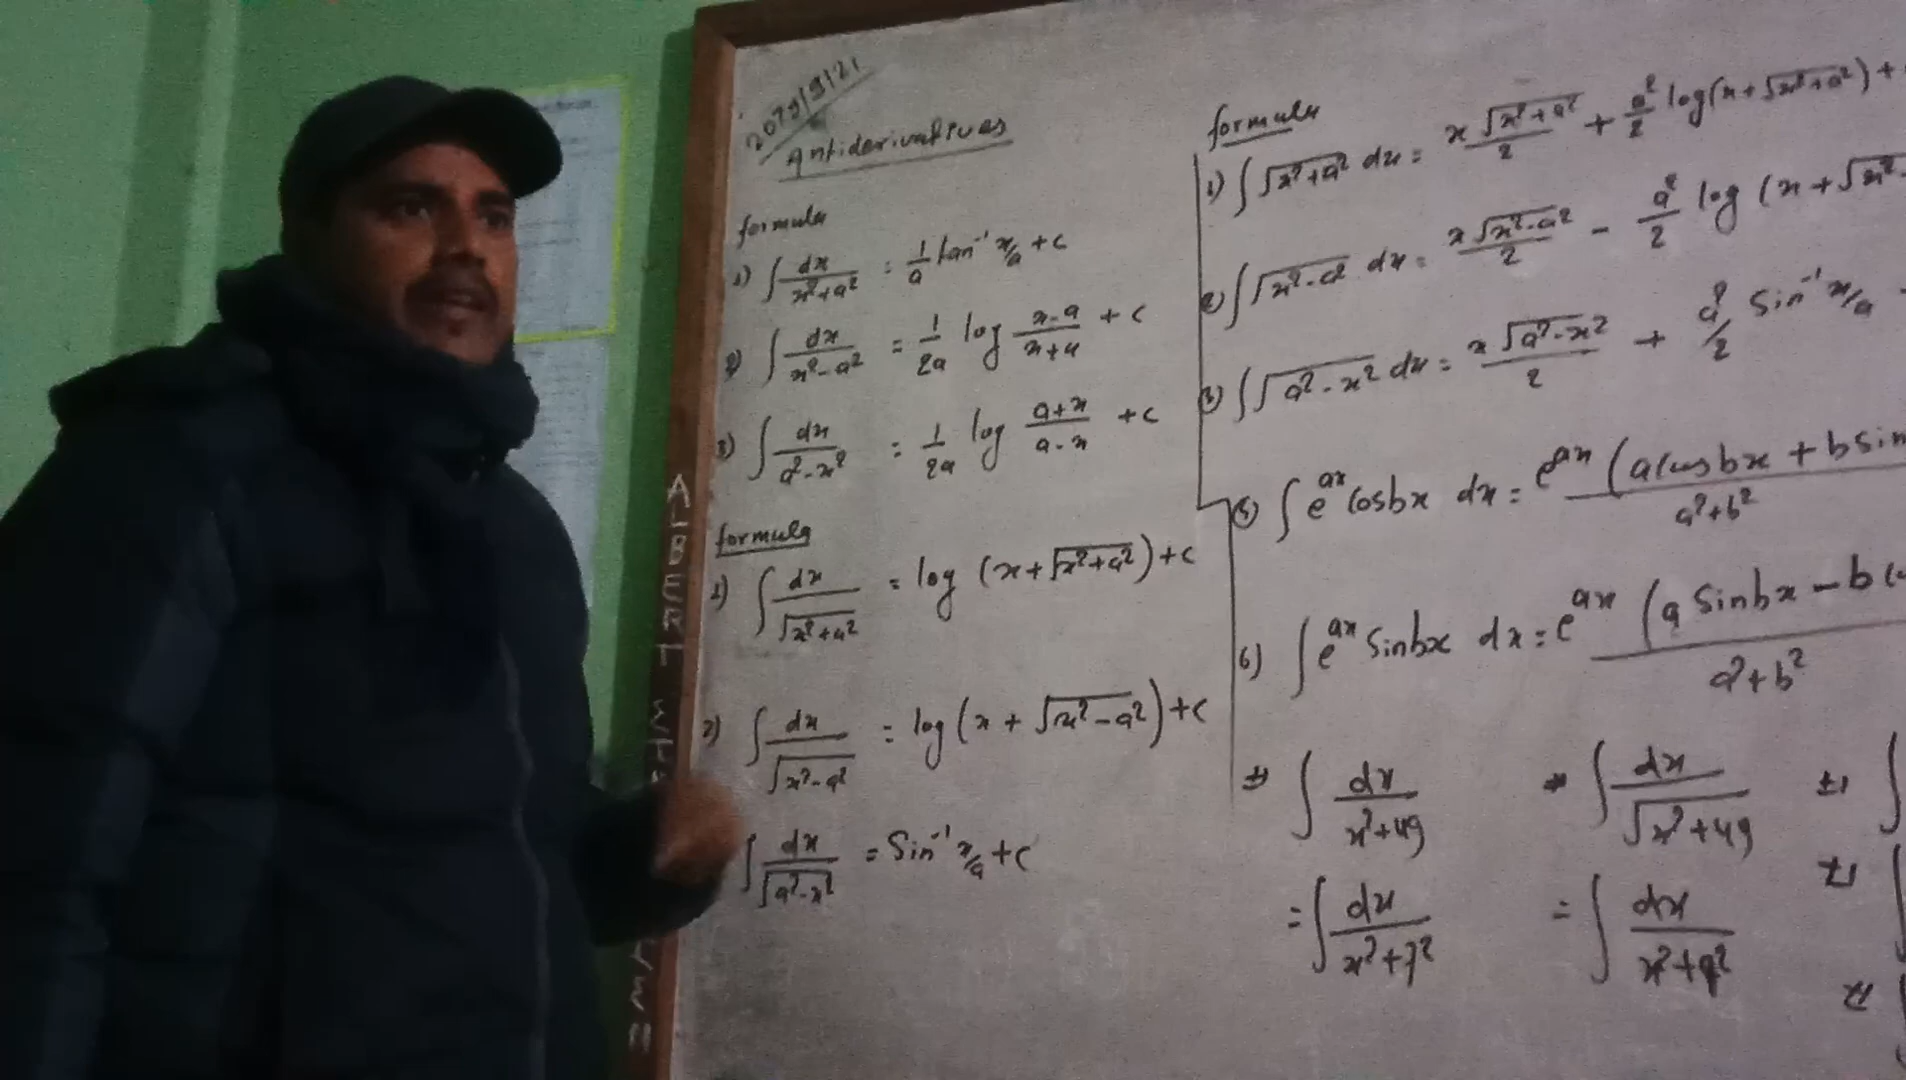 2079/9/21
Antiderivatives
formula
1) ∫ dx/(x²+a²) = 1/a tan⁻¹ x/a + c
2) ∫ dx/(x²-a²) = 1/2a log (x-a)/(x+a) + c
3) ∫ dx/(a²-x²) = 1/2a log (a+x)/(a-x) + c
formula
1) ∫ dx/√(x²+a²) = log (x+√(x²+a²)) + c
2) ∫ dx/√(x²-a²) = log (x+√(x²-a²)) + c
∫ dx/√(a²-x²) = Sin⁻¹ x/a + c
formula
1) ∫ √(x²+a²) dx = x√(x²+a²)/2 + a²/2 log(x+√(x²+a²)) +
2) ∫ √(x²-a²) dx = x√(x²-a²)/2 - a²/2 log (x+√x²-
3) ∫ √(a²-x²) dx = x√(a²-x²)/2 + a²/2 Sin⁻¹ x/a
∫ e^ax Cosbx dx = e^ax (a cosbx + b sin / a²+b²
6) ∫ e^ax Sinbx dx = e^ax (a Sinbx - b / a²+b²
∫ dx/(x²+49)
= ∫ dx/(x²+7²)
∫ dx/√(x²+49)
= ∫ dx/(x²+ 2